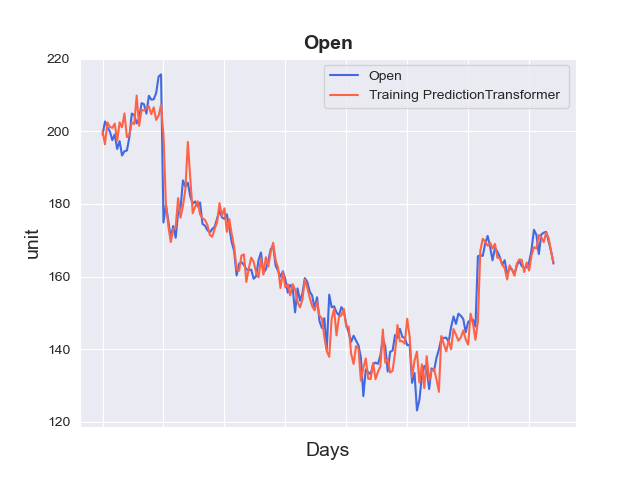 Open
Open
Training PredictionTransformer
220
200
180
160
140
120
unit
Days